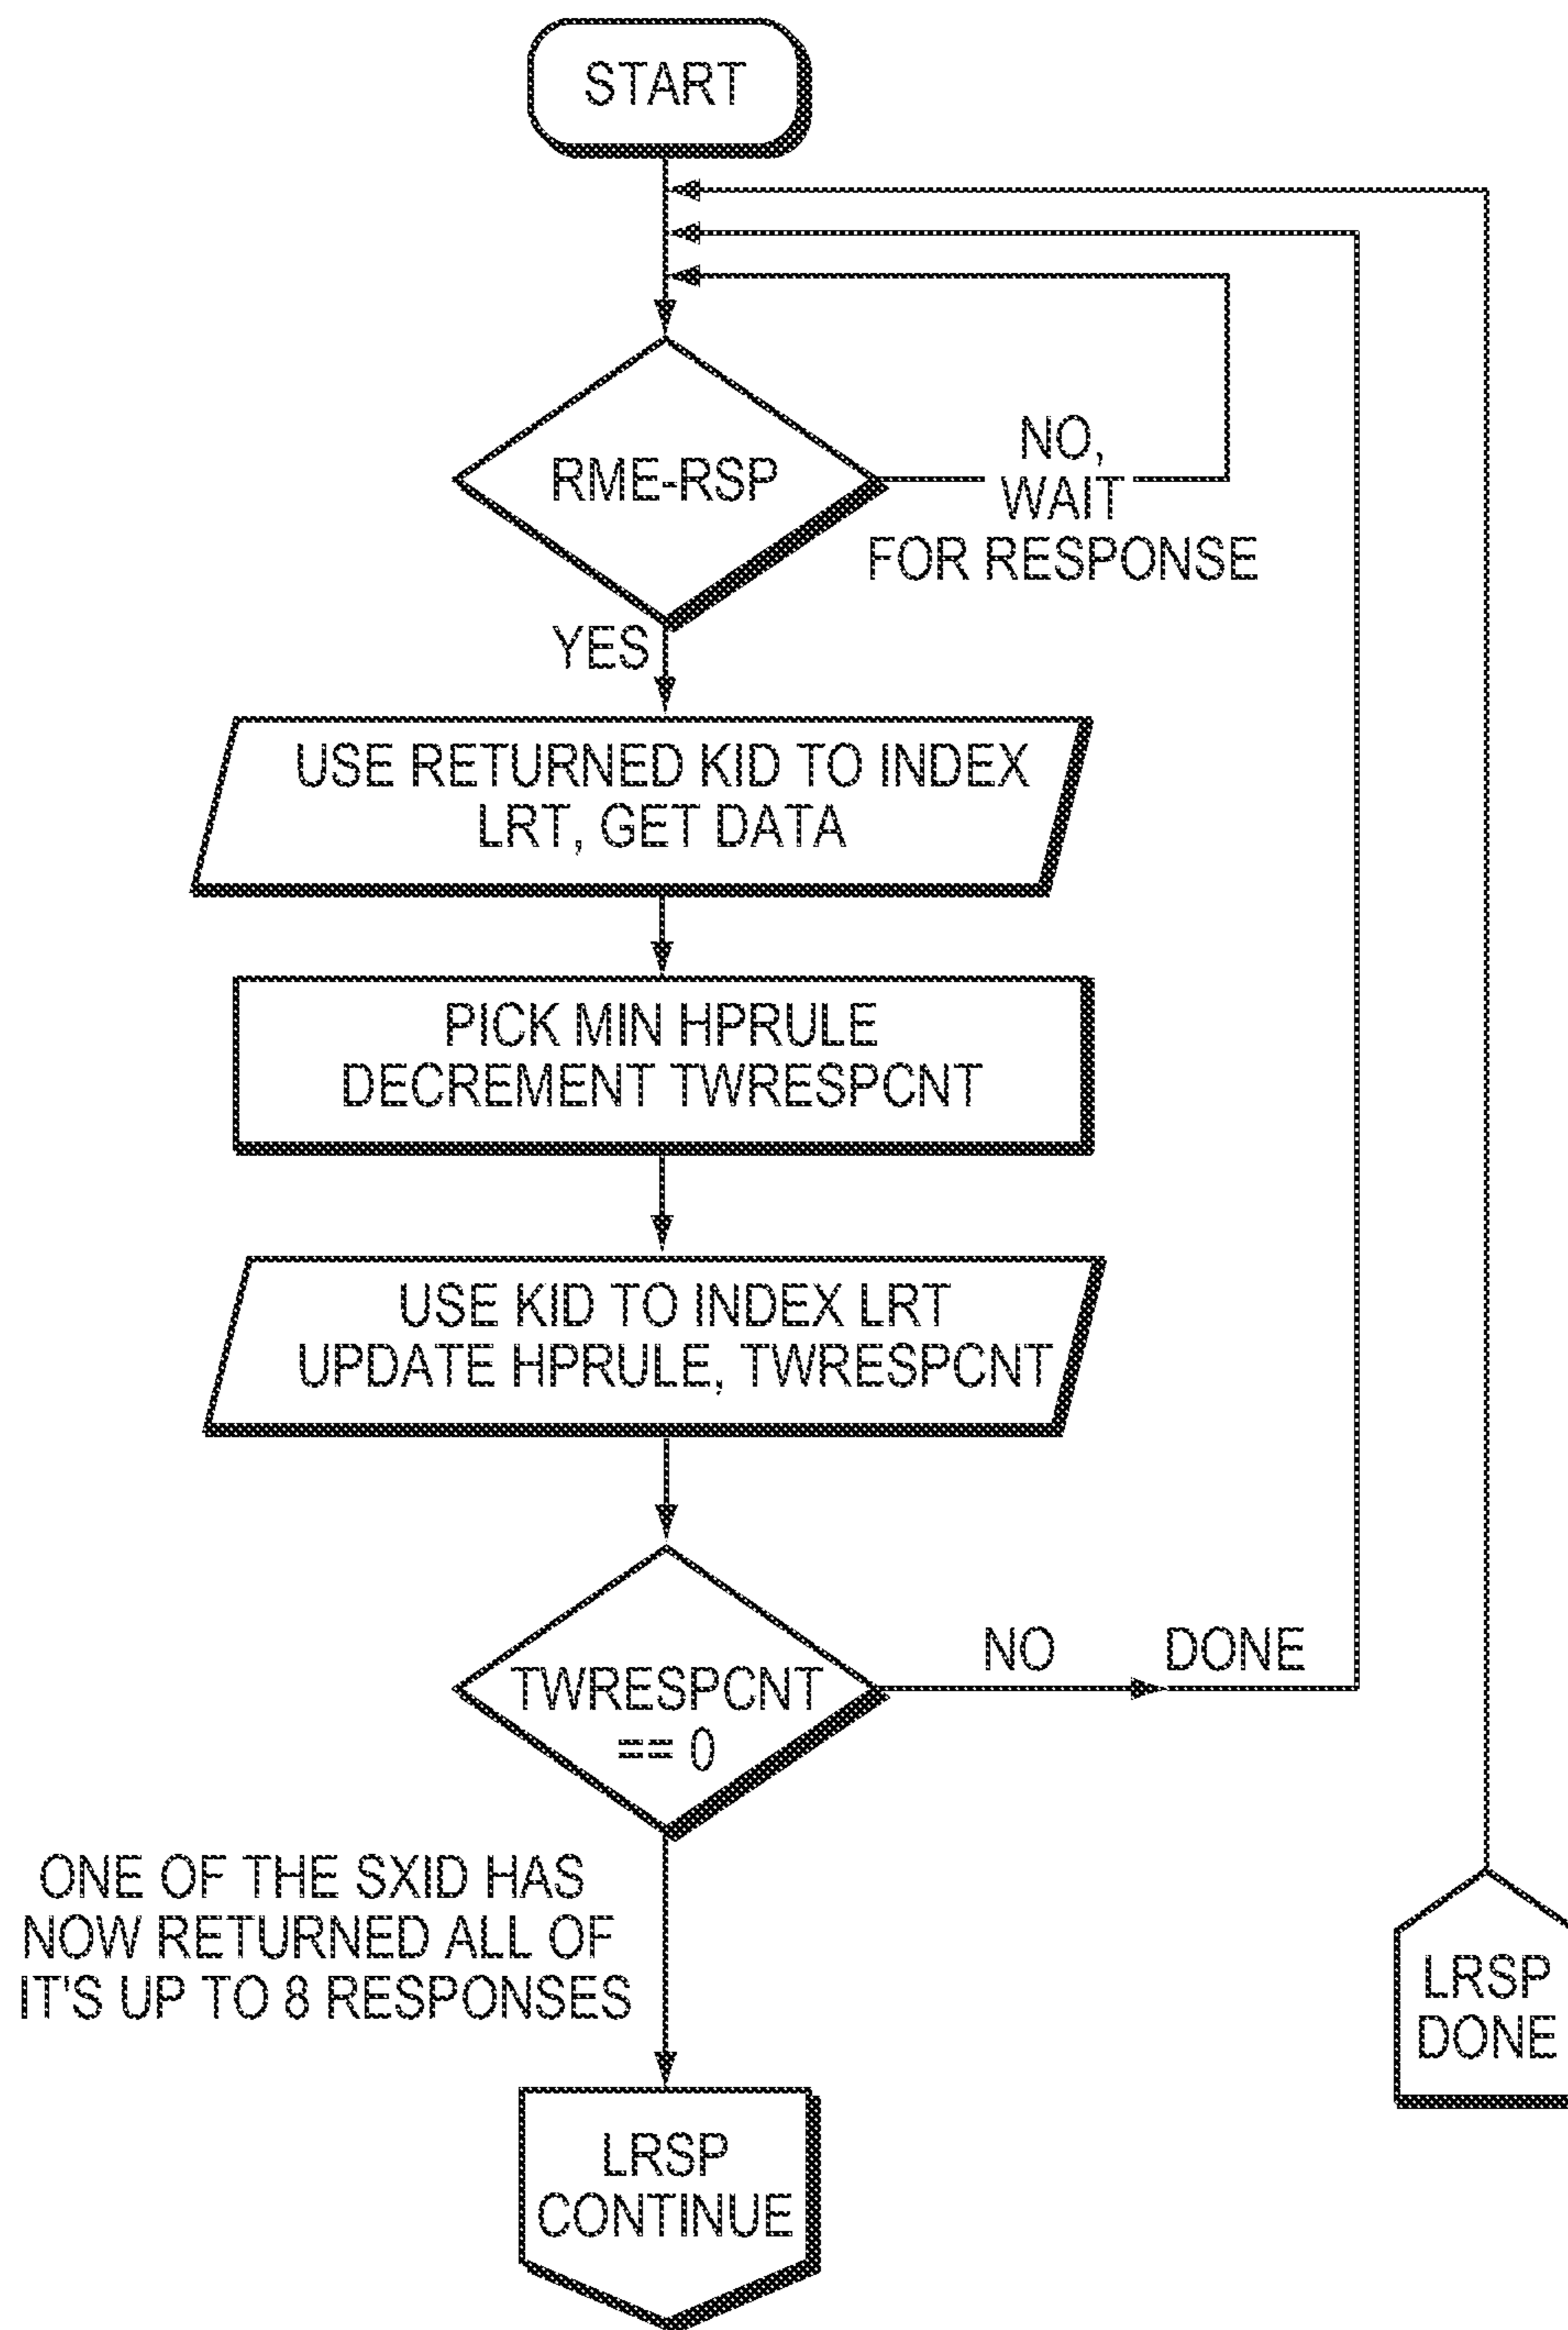 START
RME-RSP
NO,
WAIT
FOR RESPONSE
YES
USE RETURNED KID TO INDEX
LRT, GET DATA
PICK MIN HPRULE
DECREMENT TWRESPCNT
USE KID TO INDEX LRT
UPDATE HPRULE, TWRESPCNT
TWRESPCNT
== 0
NO
DONE
ONE OF THE SXID HAS
NOW RETURNED ALL OF
IT'S UP TO 8 RESPONSES
LRSP
CONTINUE
LRSP
DONE